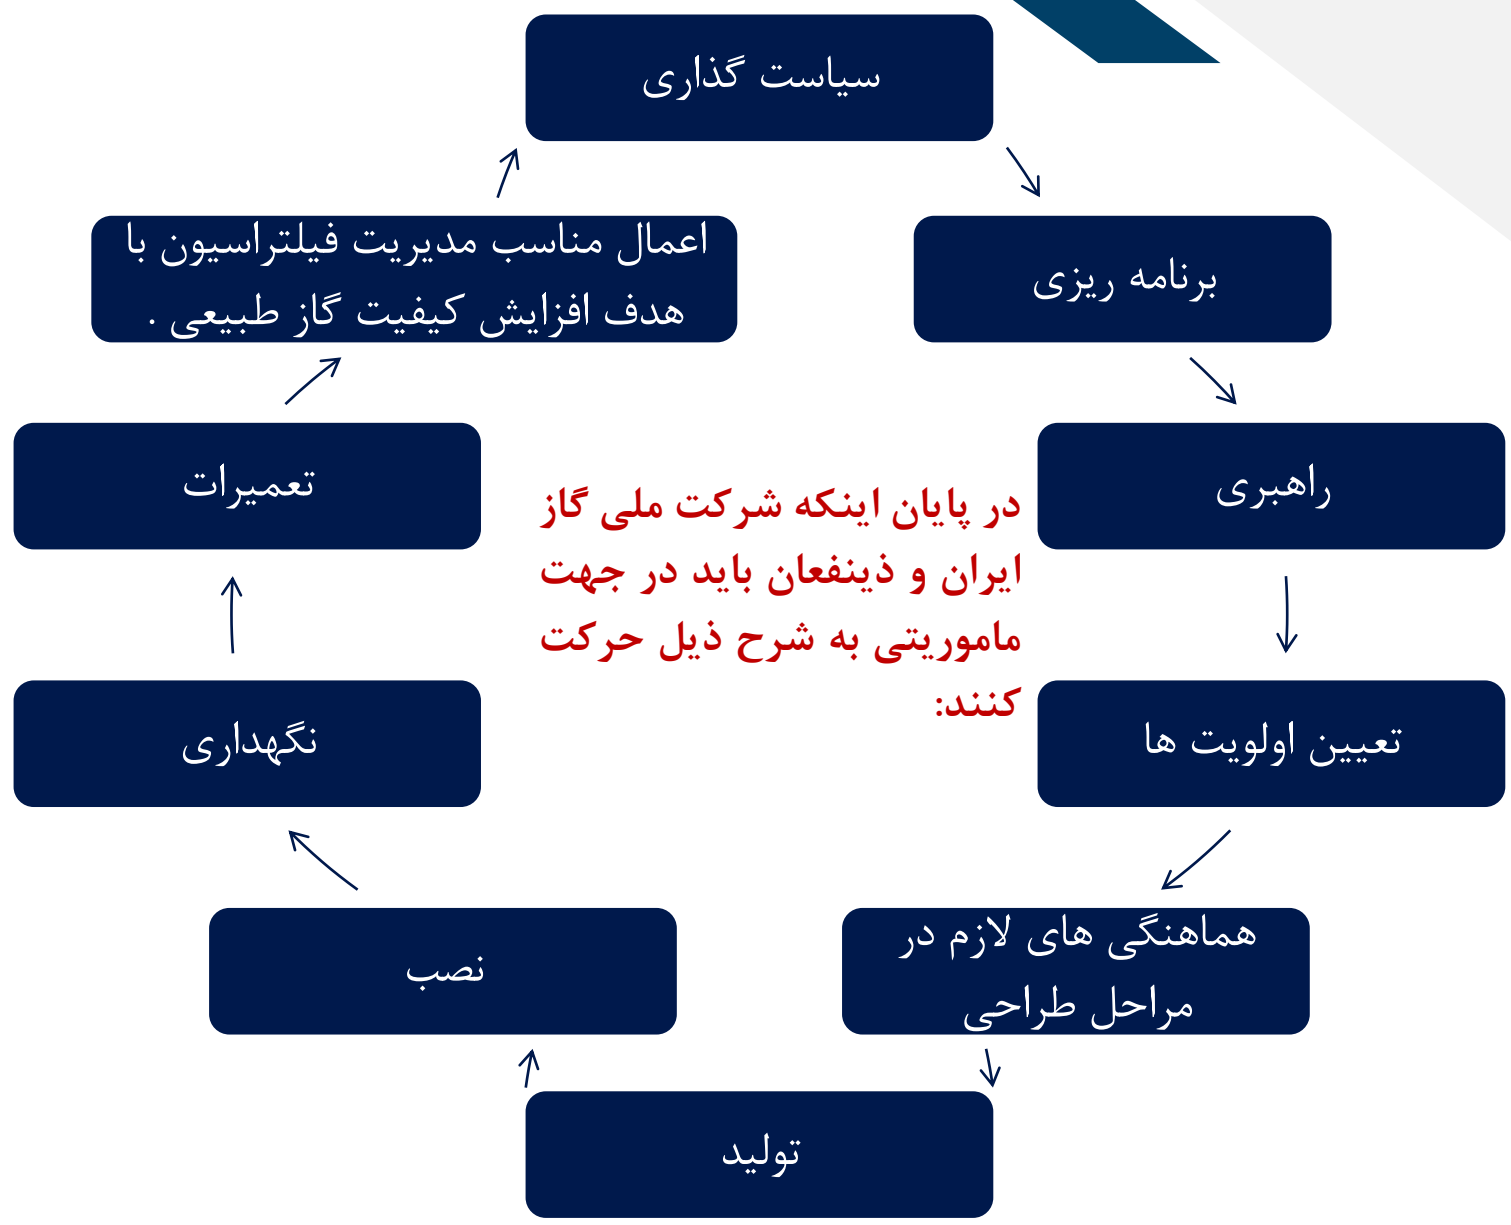 سیاست گذاری
برنامه ریزی
راهبری
تعیین اولویت ها
هماهنگی های لازم در
مراحل طراحی
تولید
نصب
نگهداری
تعمیرات
اعمال مناسب مدیریت فیلتراسیون با
هدف افزایش کیفیت گاز طبیعی .
در پایان اینکه شرکت ملی گاز
ایران و ذینفعان باید در جهت
ماموریتی به شرح ذیل حرکت
کنند: